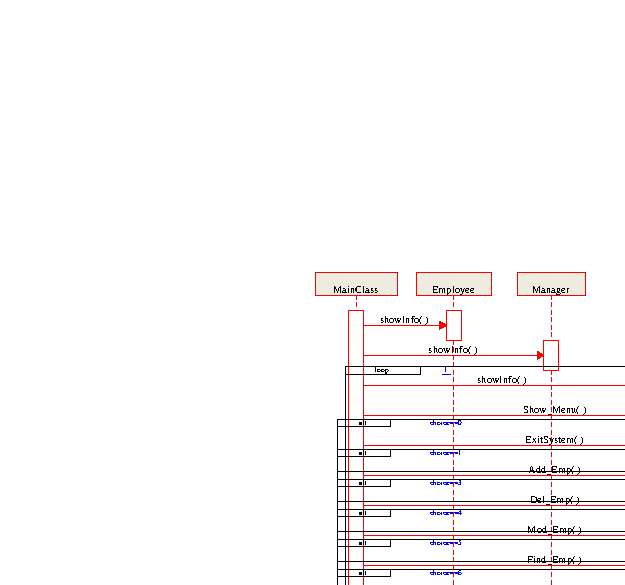 MainClass Employee Manager
showInfo( )
showInfo( )
loop 1
showInfo( )
Show_Menu( )
choice==0
ExitSystem( )
choice==1
Add_Emp( )
choice==3
Del_Emp( )
choice==4
Mod_Emp( )
choice==5
Find_Emp( )
choice==6